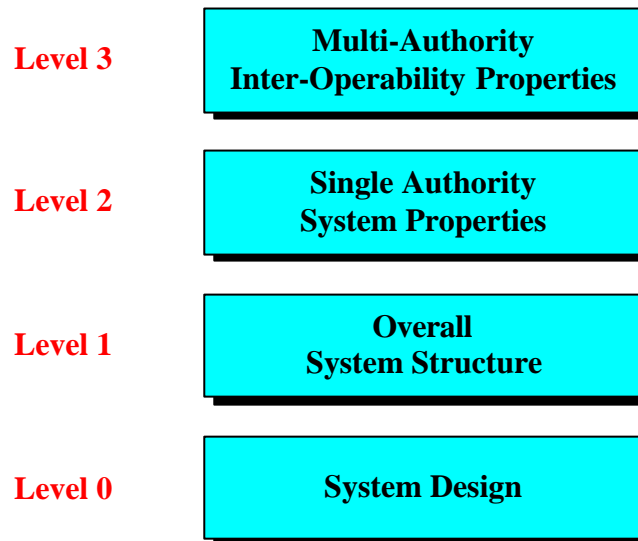 Level 3
Multi-Authority
Inter-Operability Properties
Level 2
Single Authority
System Properties
Level 1
Overall
System Structure
Level 0
System Design